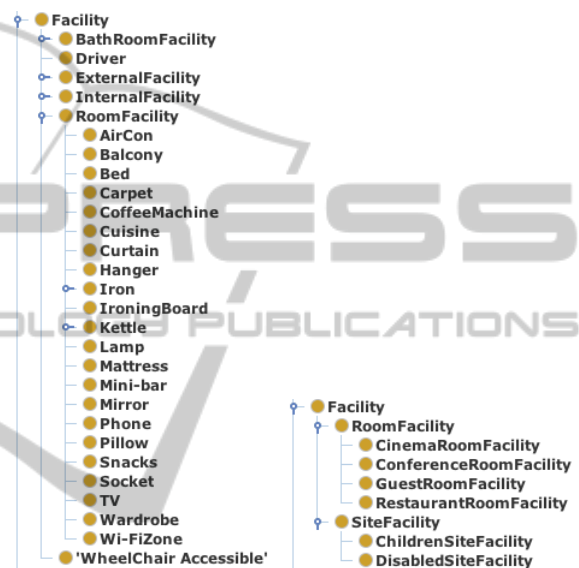 Facility
BathRoomFacility
Driver
ExternalFacility
InternalFacility
RoomFacility
AirCon
Balcony
Bed
Carpet
CoffeeMachine
Cuisine
Curtain
Hanger
Iron
IroningBoard
Kettle
Lamp
Mattress
Mini-bar
Mirror
Phone
Pillow
Snacks
Socket
TV
Wardrobe
Wi-FiZone
'WheelChair Accessible'
Facility
RoomFacility
CinemaRoomFacility
ConferenceRoomFacility
GuestRoomFacility
RestaurantRoomFacility
SiteFacility
ChildrenSiteFacility
DisabledSiteFacility
PRESS
PUBLICATIONS